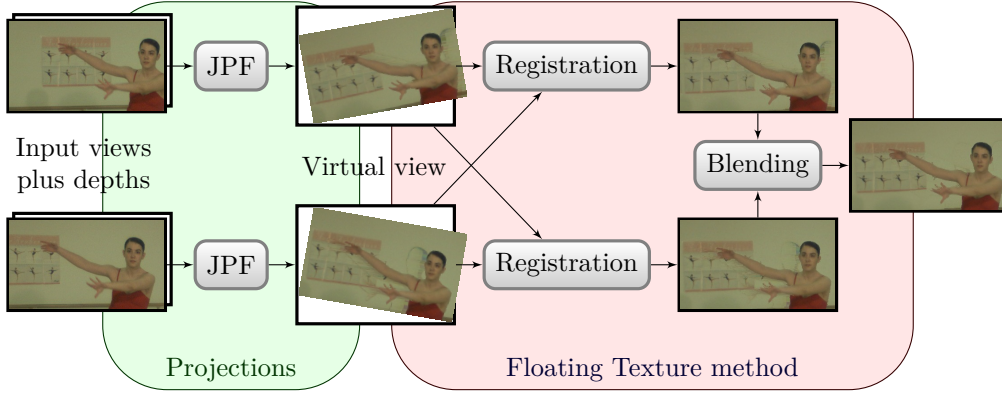 JPF
Registration
Input views
plus depths
Virtual view
Blending
JPF
Registration
Projections
Floating Texture method